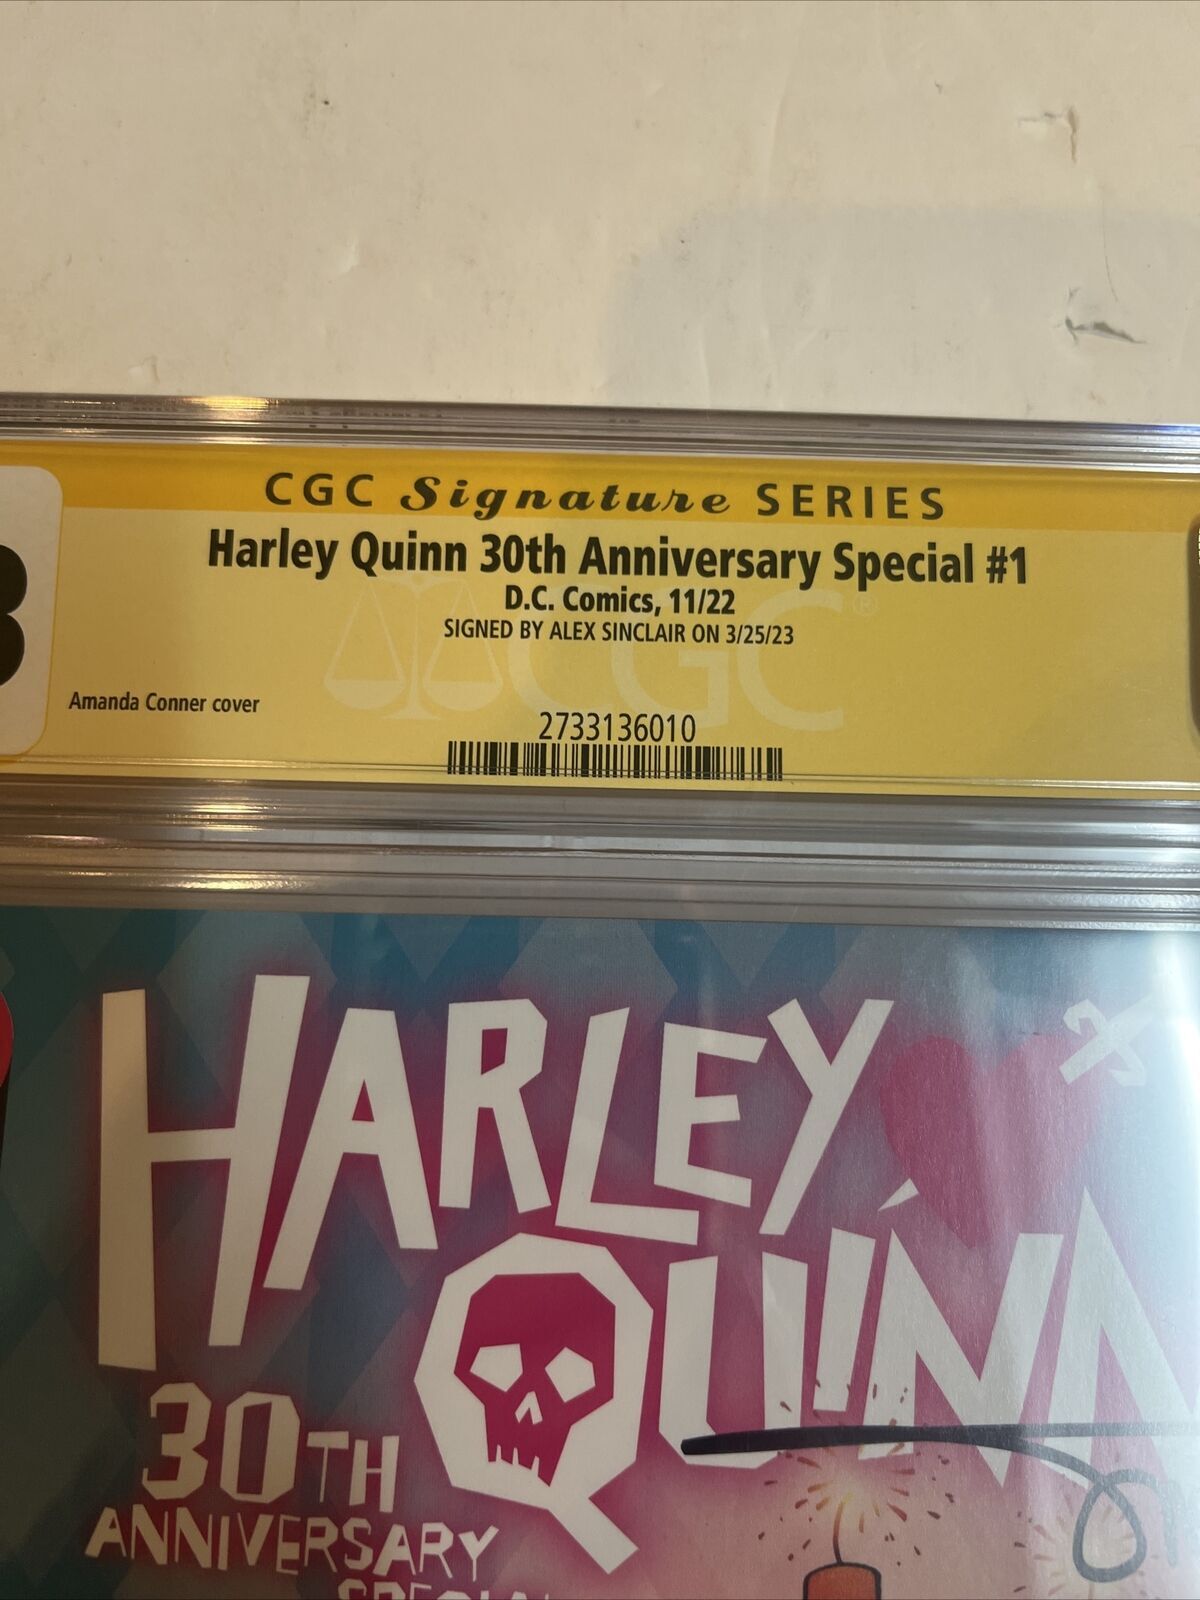 CGC Signature SERIES
Harley Quinn 30th Anniversary Special #1
D.C. Comics, 11/22
SIGNED BY ALEX SINCLAIR ON 3/25/23
CGC ®
Amanda Conner cover
2733136010
HARLEY
QUINN
30TH
ANNIVERSARY